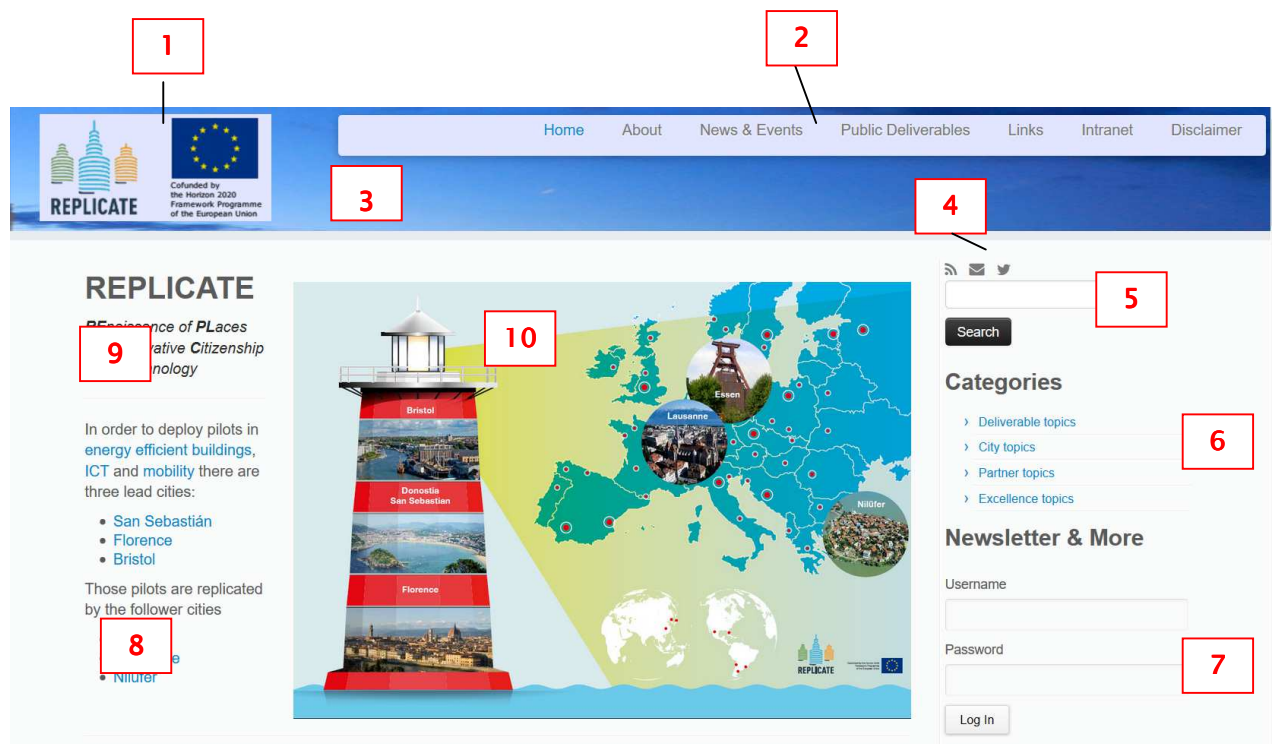 1
2
Home About News & Events Public Deliverables Links Intranet Disclaimer
REPLICATE
Cofunded by
the Horizon 2020
Framework Programme
of the European Union
3
4
REPLICATE
of PLaces
Citizenship
9
10
In order to deploy pilots in
energy efficient buildings,
ICT and mobility there are
three lead cities:
• San Sebastián
• Florence
• Bristol
Those pilots are replicated
by the follower cities
8
• Nilüfer
Bristol
Donostia
San Sebastian
Florence
Essen
Lausanne
Nilüfer
REPLICATE
5
Search
Categories
› Deliverable topics
› City topics
› Partner topics
› Excellence topics
6
Newsletter & More
Username
Password
7
Log In